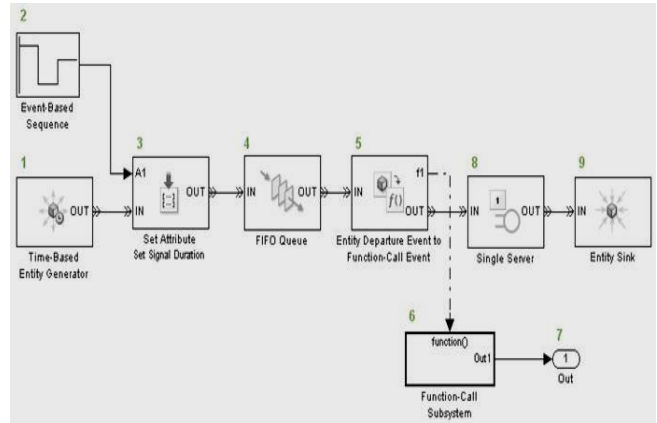 2
Event-Based
Sequence
1
OUT
Time-Based
Entity Generator
3
A1
IN
OUT
Set Attribute
Set Signal Duration
4
IN
OUT
FIFO Queue
5
f1
IN
f()
OUT
Entity Departure Event to
Function-Call Event
8
IN
1
OUT
Single Server
9
IN
Entity Sink
6
function()
Out1
Function-Call
Subsystem
7
1
Out